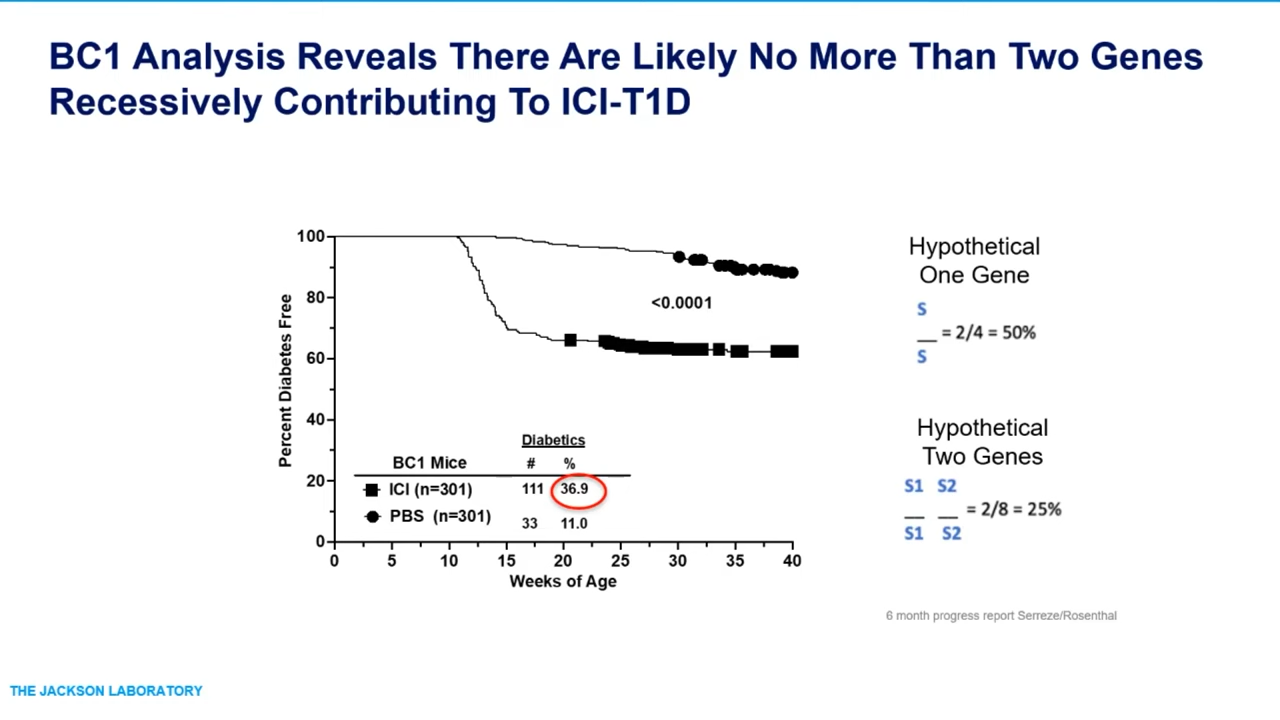 BC1 Analysis Reveals There Are Likely No More Than Two Genes
Recessively Contributing To ICI-T1D
Percent Diabetes Free
100
80
60
40
20
0
<0.0001
Diabetics
BC1 Mice # %
ICI (n=301) 111 36.9
PBS (n=301) 33 11.0
0 5 10 15 20 25 30 35 40
Weeks of Age
Hypothetical
One Gene
S
__ = 2/4 = 50%
S
Hypothetical
Two Genes
S1 S2
__ __ = 2/8 = 25%
S1 S2
6 month progress report Serreze/Rosenthal
THE JACKSON LABORATORY